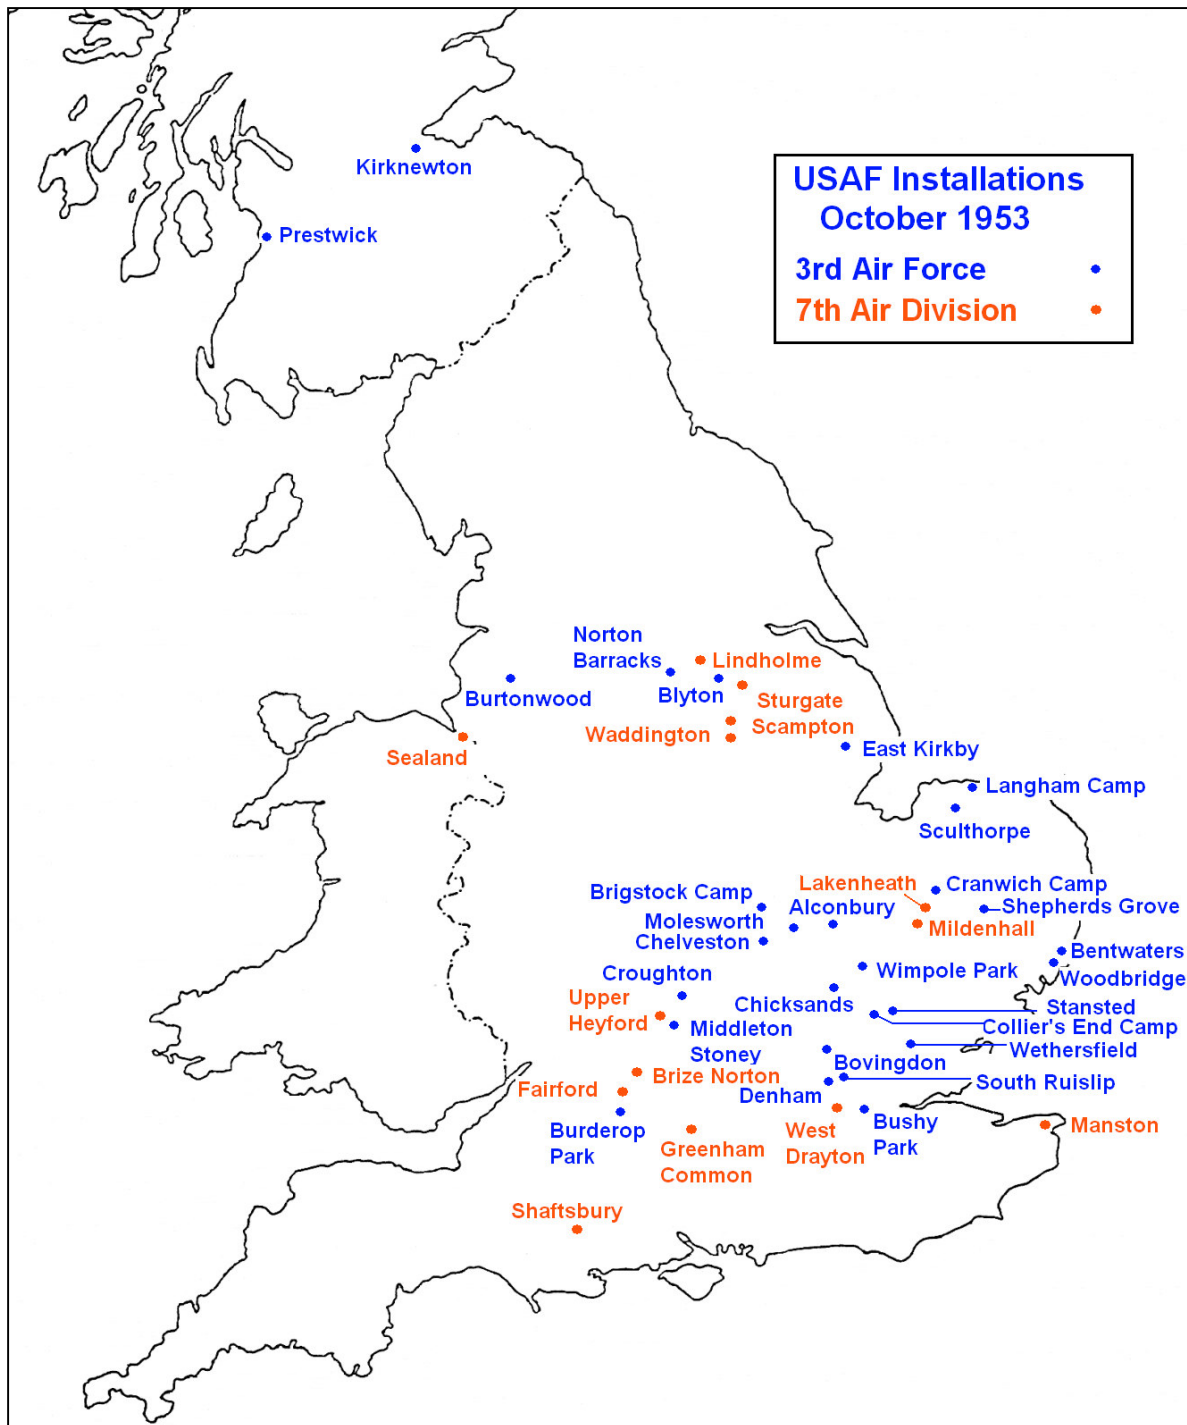 Kirknewton
USAF Installations
October 1953
Prestwick
3rd Air Force
7th Air Division
Norton
Barracks
Lindholme
Burtonwood
Blyton
Sturgate
Scampton
Waddington
Sealand
East Kirkby
Langham Camp
Sculthorpe
Lakenheath
Cranwich Camp
Brigstock Camp
Alconbury
Shepherds Grove
Molesworth
Mildenhall
Chelveston
Bentwaters
Woodbridge
Croughton
Wimpole Park
Upper
Heyford
Chicksands
Stansted
Collier's End Camp
Middleton
Stoney
Wethersfield
Bovingdon
Brize Norton
South Ruislip
Fairford
Denham
Burderop
Park
West
Drayton
Bushy
Park
Manston
Greenham
Common
Shaftsbury